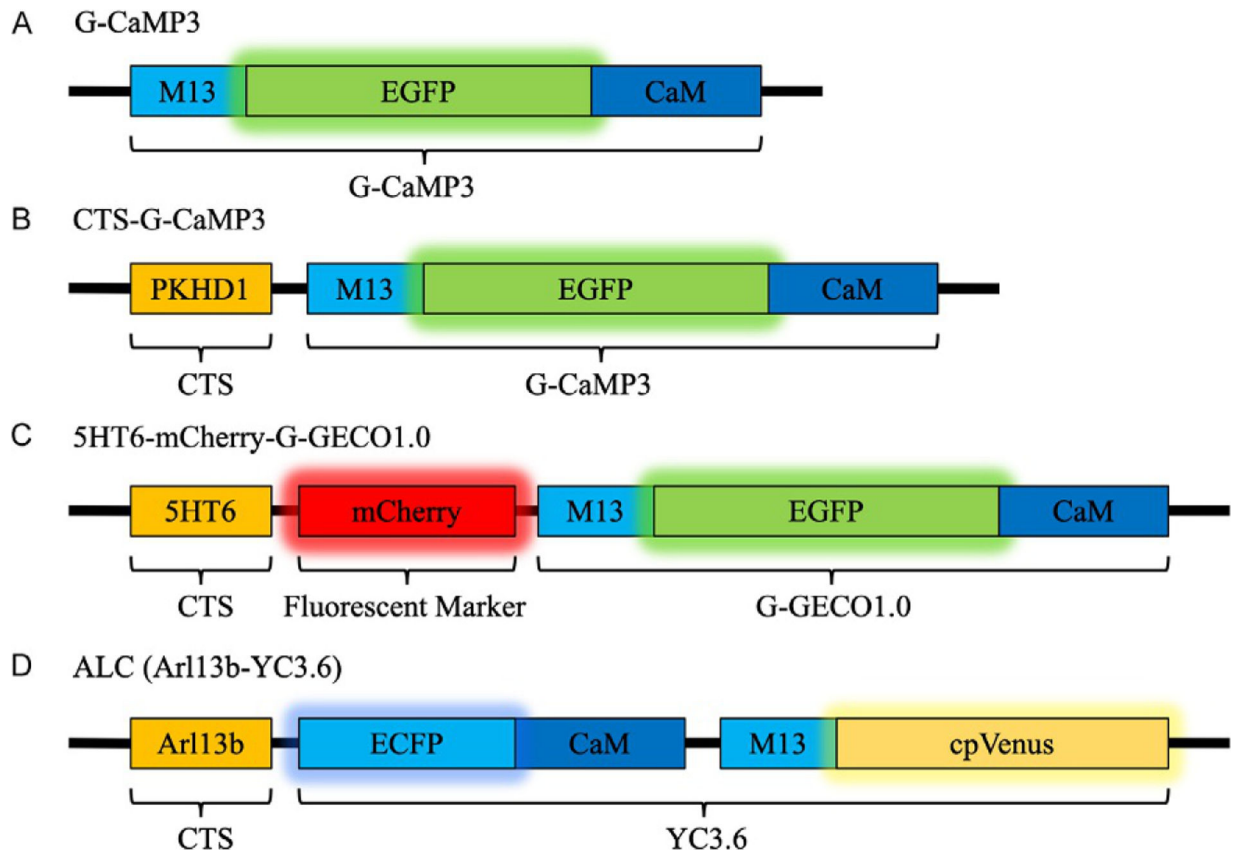 A G-CaMP3
M13 EGFP CaM
G-CaMP3
B CTS-G-CaMP3
PKHD1 M13 EGFP CaM
CTS G-CaMP3
C 5HT6-mCherry-G-GECO1.0
5HT6 mCherry M13 EGFP CaM
CTS Fluorescent Marker G-GECO1.0
D ALC (Arl13b-YC3.6)
Arl13b ECFP CaM M13 cpVenus
CTS YC3.6